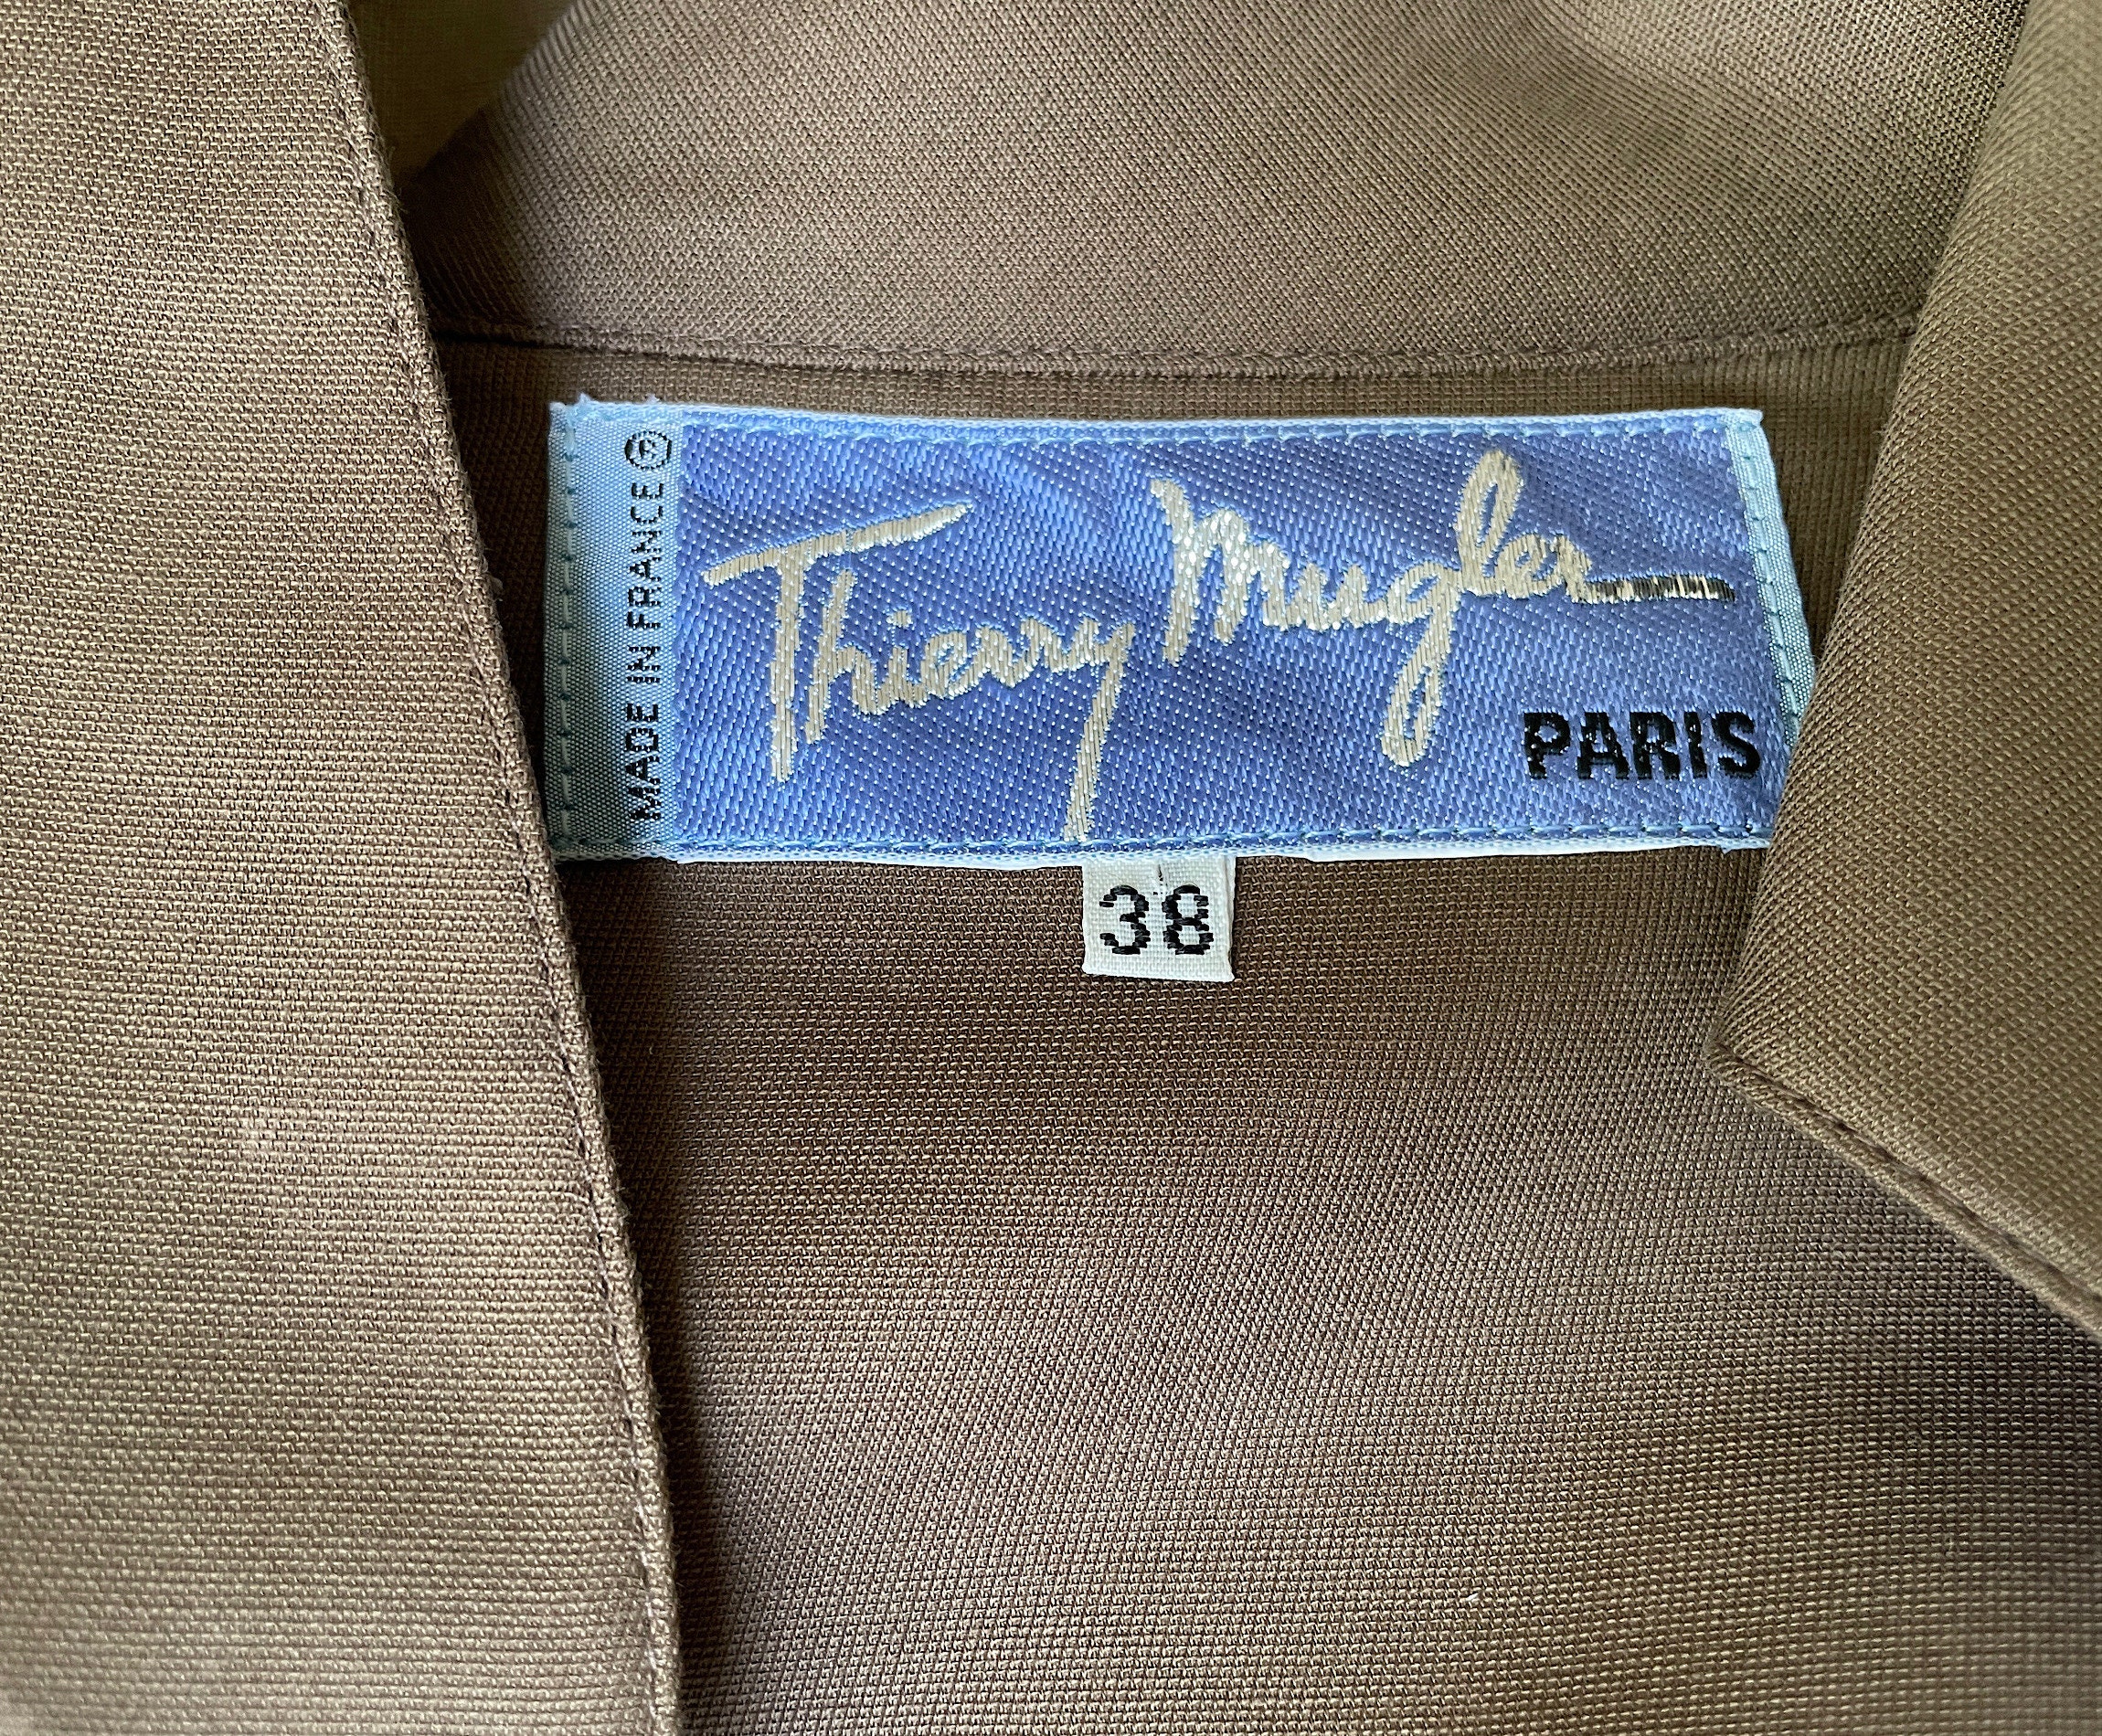 MADE IN FRANCE ®
Thierry Mugler
PARIS
38